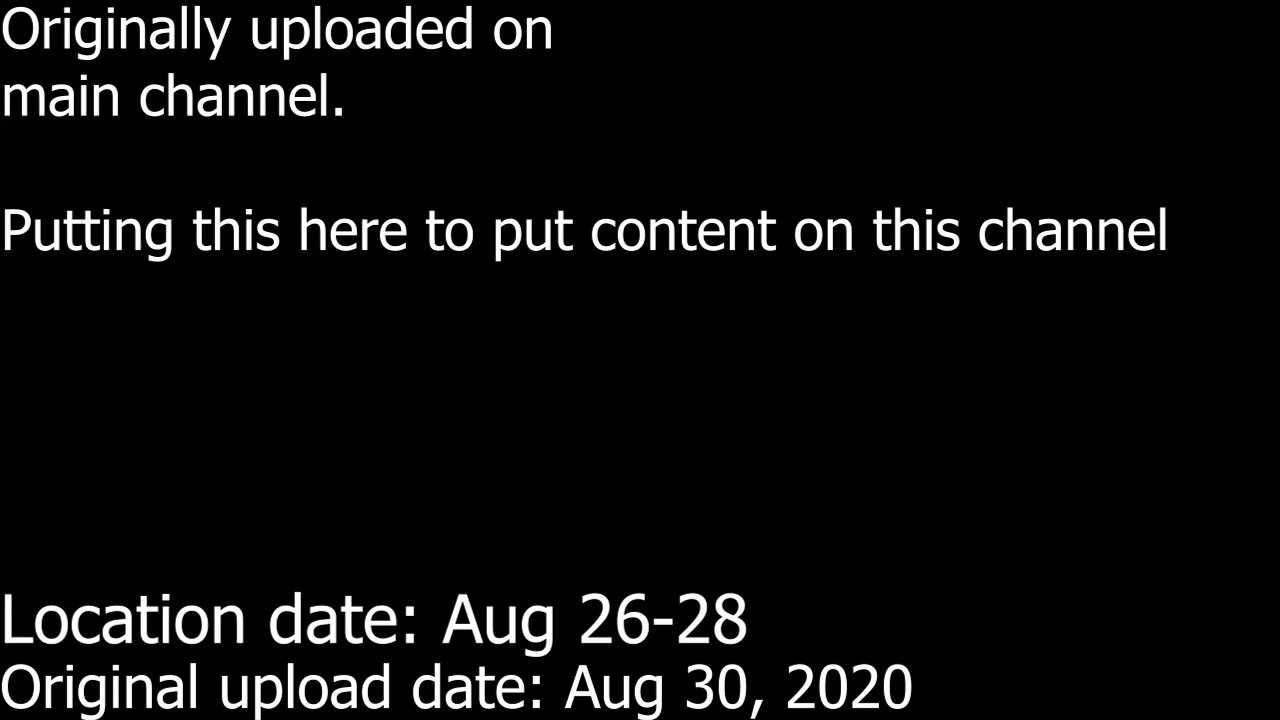 Originally uploaded on
main channel.
Putting this here to put content on this channel
Location date: Aug 26-28
Original upload date: Aug 30, 2020